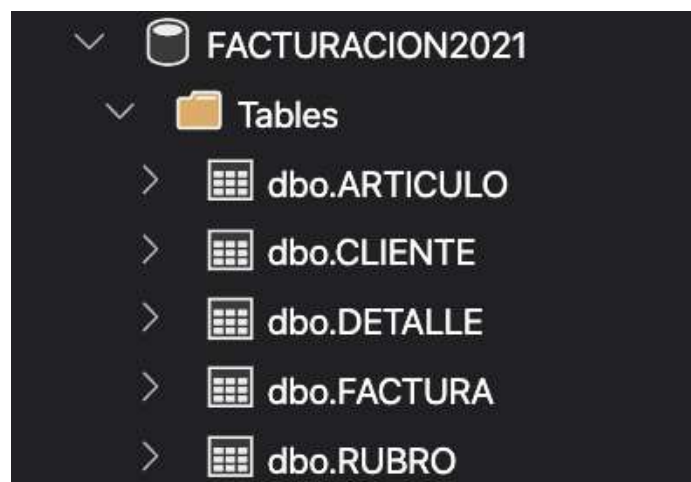 FACTURACION2021
Tables
dbo.ARTICULO
dbo.CLIENTE
dbo.DETALLE
dbo.FACTURA
dbo.RUBRO